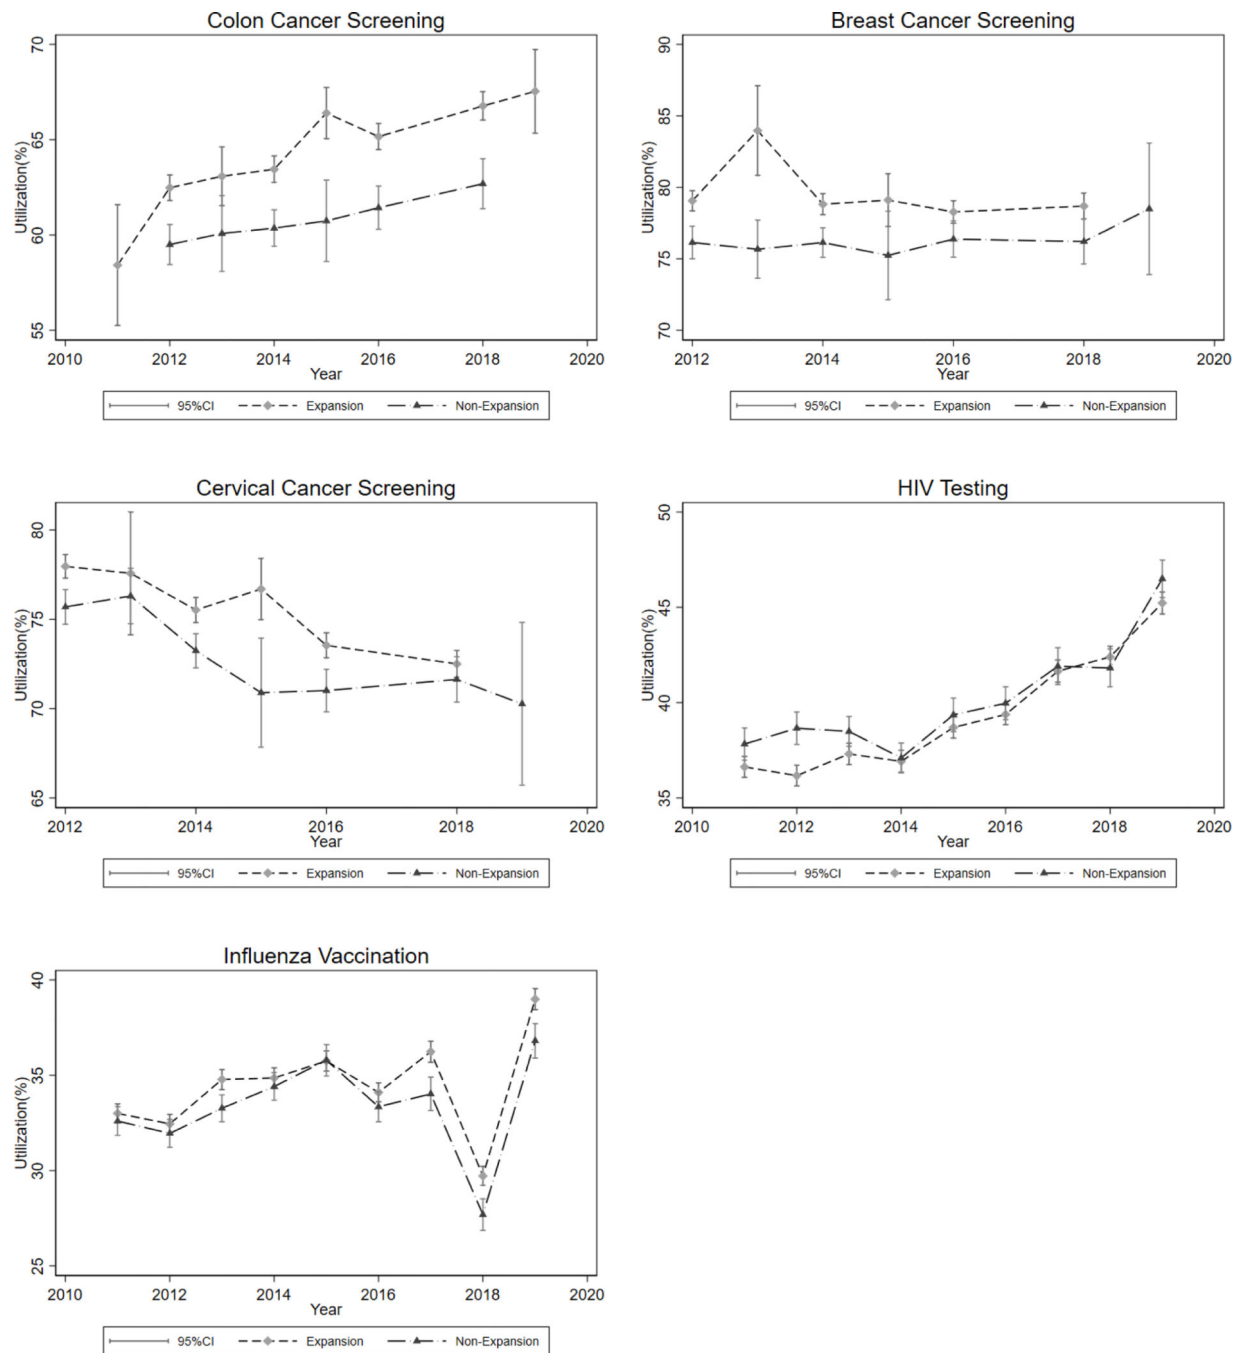 Colon Cancer Screening
Utilization(%)
70
65
60
55
2010 2012 2014 2016 2018 2020
Year
95%CI Expansion Non-Expansion
Breast Cancer Screening
Utilization(%)
90
85
80
75
70
2012 2014 2016 2018 2020
Year
95%CI Expansion Non-Expansion
Cervical Cancer Screening
Utilization(%)
80
75
70
65
2012 2014 2016 2018 2020
Year
95%CI Expansion Non-Expansion
HIV Testing
Utilization(%)
50
45
40
35
2010 2012 2014 2016 2018 2020
Year
95%CI Expansion Non-Expansion
Influenza Vaccination
Utilization(%)
40
35
30
25
2010 2012 2014 2016 2018 2020
Year
95%CI Expansion Non-Expansion